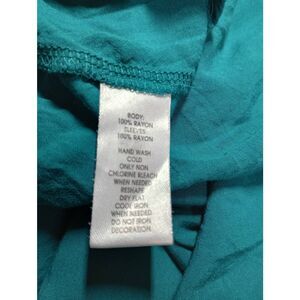 BODY:
100% RAYON
SLEEVES:
100% RAYON
HAND WASH
COLD
ONLY NON
CHLORINE BLEACH
WHEN NEEDED
RESHAPE
DRY FLAT
COOL IRON
WHEN NEEDED
DO NOT IRON
DECORATION.